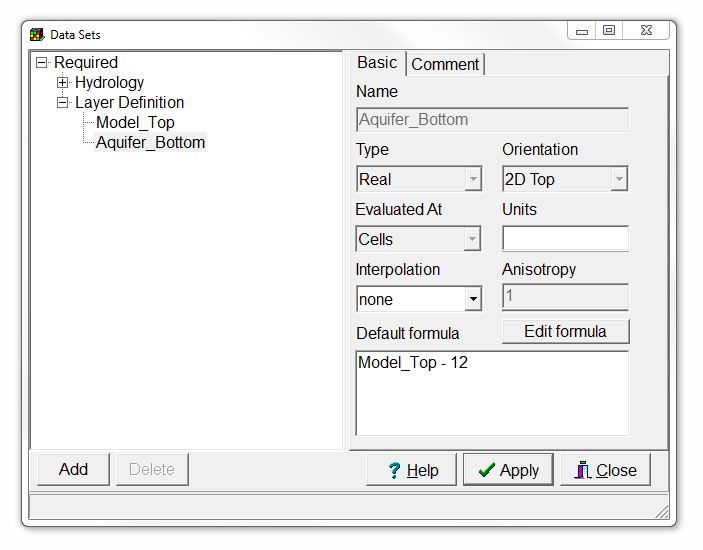 Data Sets
Required
Hydrology
Layer Definition
Model_Top
Aquifer_Bottom
Basic
Comment
Name
Aquifer_Bottom
Type
Orientation
Real
2D Top
Evaluated At
Units
Cells
Interpolation
Anisotropy
none
1
Default formula
Edit formula
Model_Top - 12
Add
Delete
? Help
Apply
Close